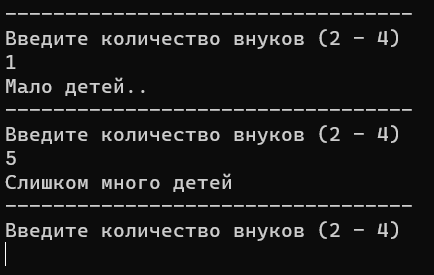 ----------------------------------
Введите количество внуков (2 - 4)
1
Мало детей..
----------------------------------
Введите количество внуков (2 - 4)
5
Слишком много детей
----------------------------------
Введите количество внуков (2 - 4)